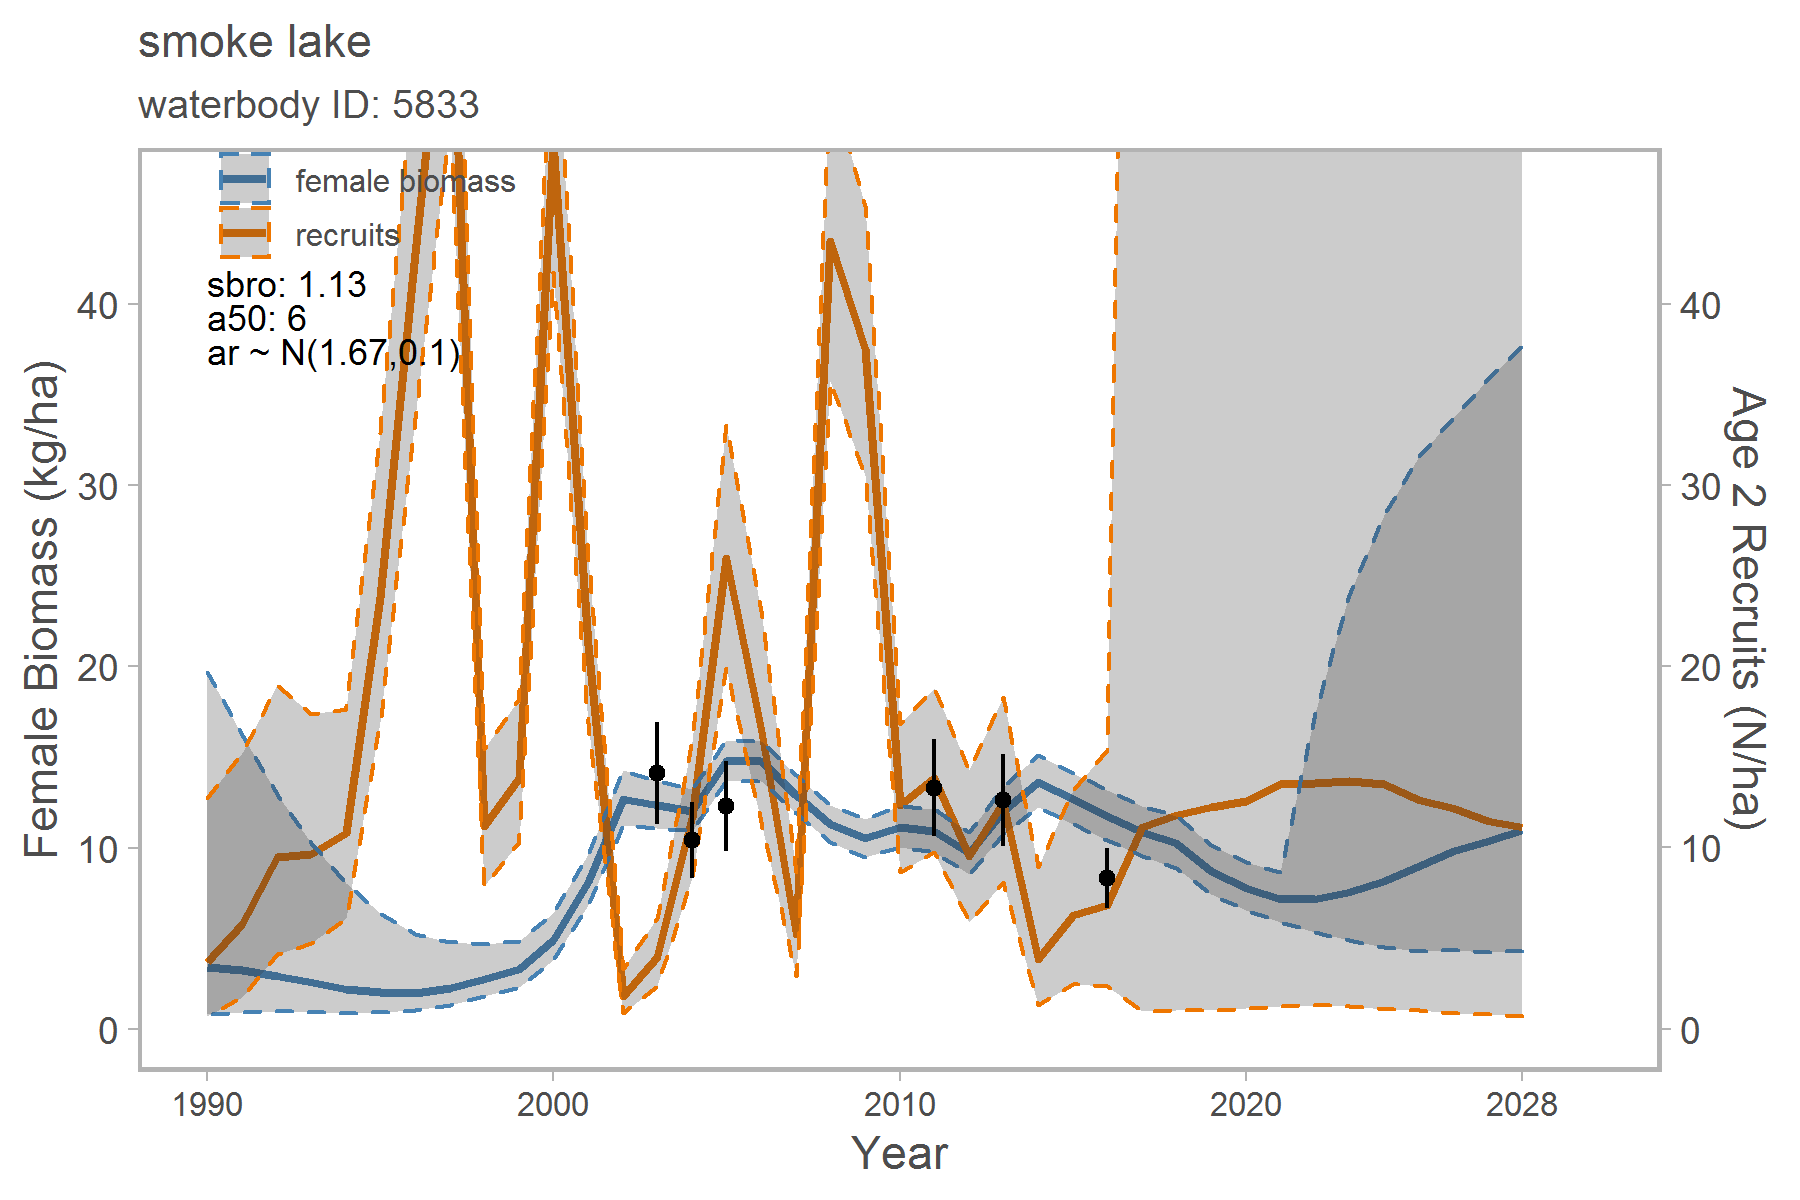 smoke lake
waterbody ID: 5833
female biomass
recruits
sbro: 1.13
a50: 6
ar ~ N(1.67,0.1)
Female Biomass (kg/ha)
40
30
20
10
0
40
30
20
10
0
Age 2 Recruits (N/ha)
1990 2000 2010 2020 2028
Year